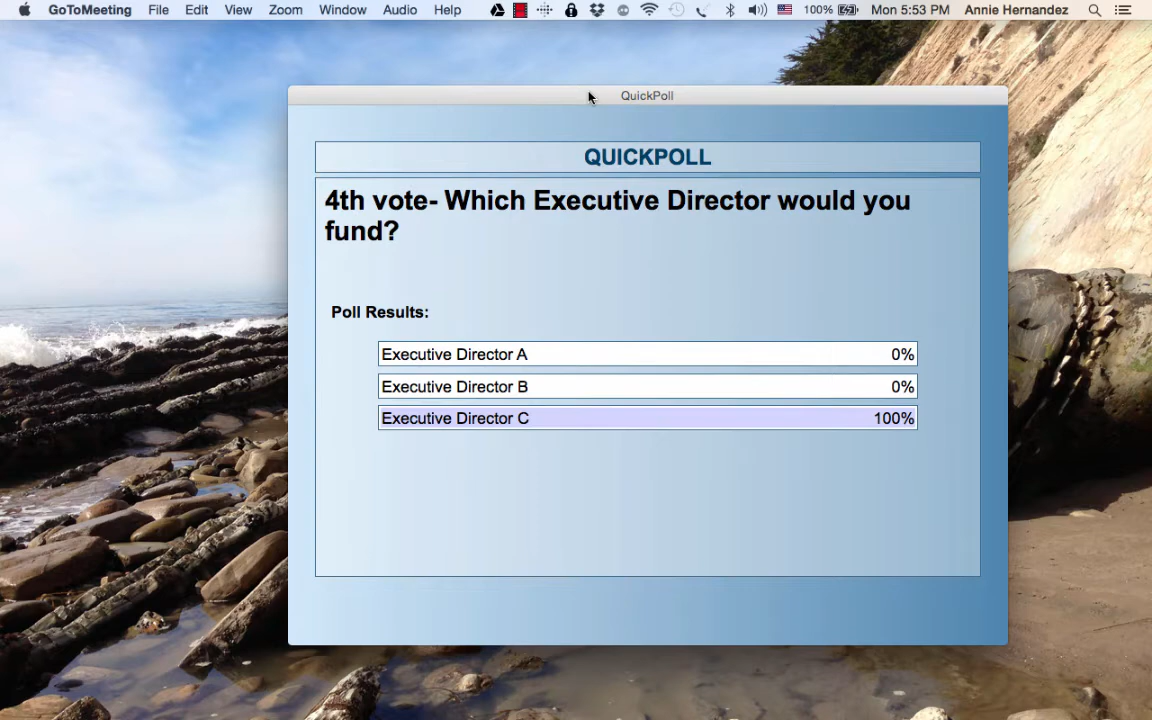 GoToMeeting File Edit View Zoom Window Audio Help 100% Mon 5:53 PM Annie Hernandez
QuickPoll
QUICKPOLL
4th vote- Which Executive Director would you
fund?
Poll Results:
Executive Director A 0%
Executive Director B 0%
Executive Director C 100%